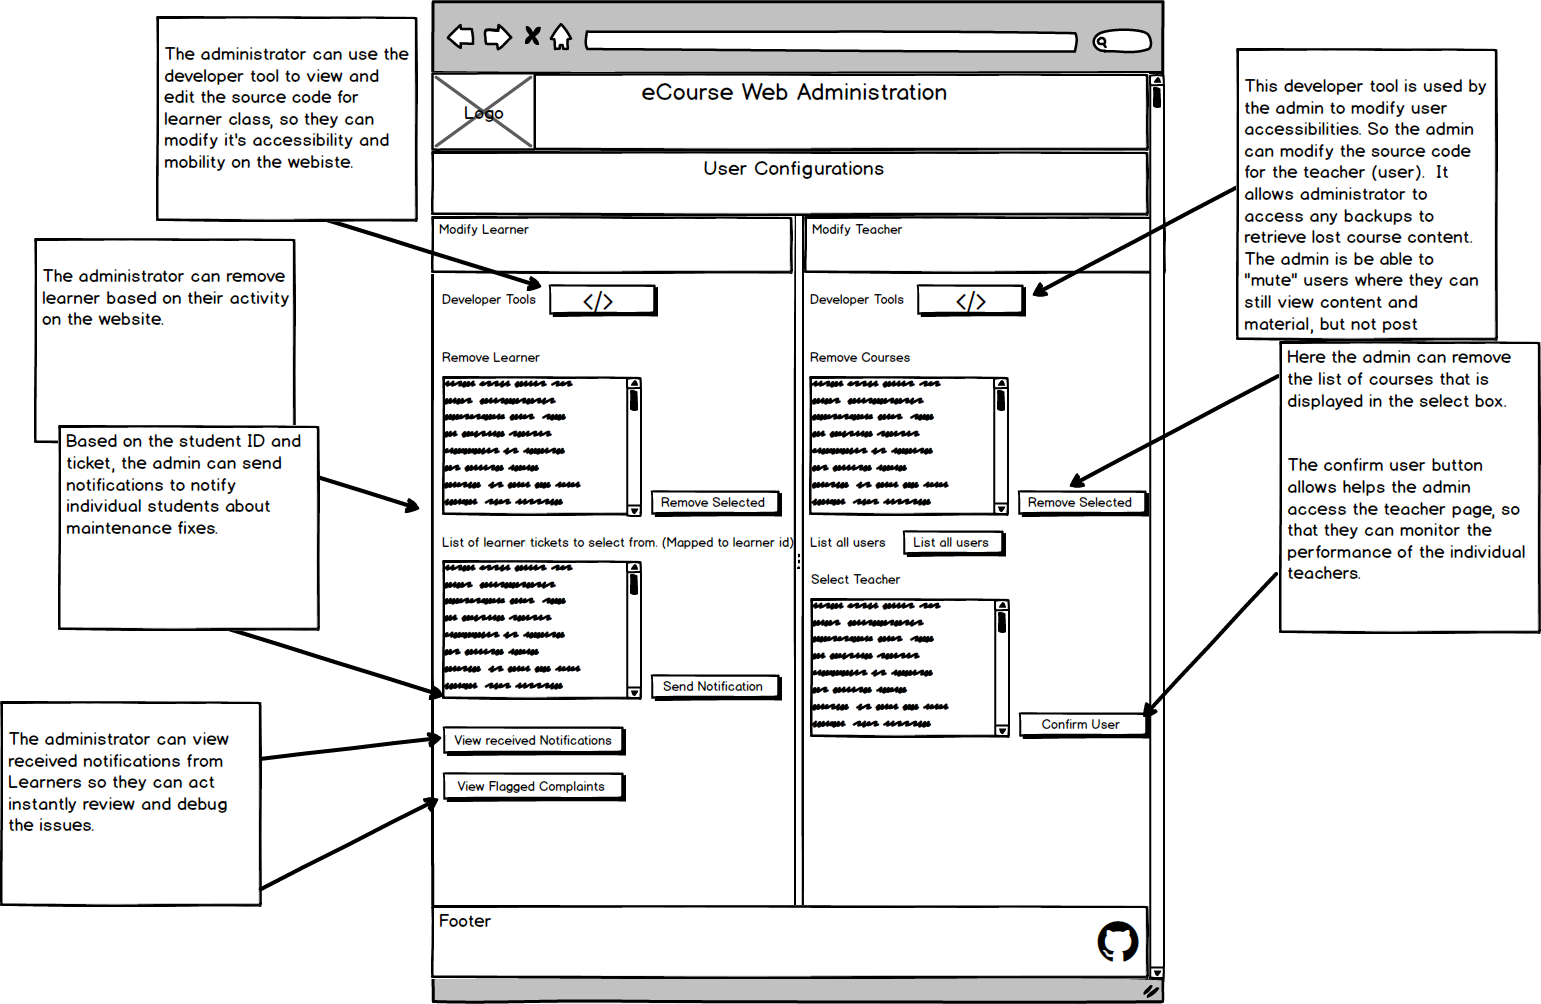 The administrator can use the
developer tool to view and
edit the source code for
learner class, so they can
modify it's accessibility and
mobility on the webiste.
The administrator can remove
learner based on their activity
on the website.
Based on the student ID and
ticket, the admin can send
notifications to notify
individual students about
maintenance fixes.
The administrator can view
received notifications from
Learners so they can act
instantly review and debug
the issues.
Logo
eCourse Web Administration
User Configurations
Modify Learner
Developer Tools
</>
Remove Learner
Remove Selected
List of learner tickets to select from. (Mapped to learner id)
Send Notification
View received Notifications
View Flagged Complaints
Modify Teacher
Developer Tools
</>
Remove Courses
Remove Selected
List all users
List all users
Select Teacher
Confirm User
Footer
This developer tool is used by
the admin to modify user
accessibilities. So the admin
can modify the source code
for the teacher (user). It
allows administrator to
access any backups to
retrieve lost course content.
The admin is be able to
"mute" users where they can
still view content and
material, but not post
Here the admin can remove
the list of courses that is
displayed in the select box.
The confirm user button
allows helps the admin
access the teacher page, so
that they can monitor the
performance of the individual
teachers.